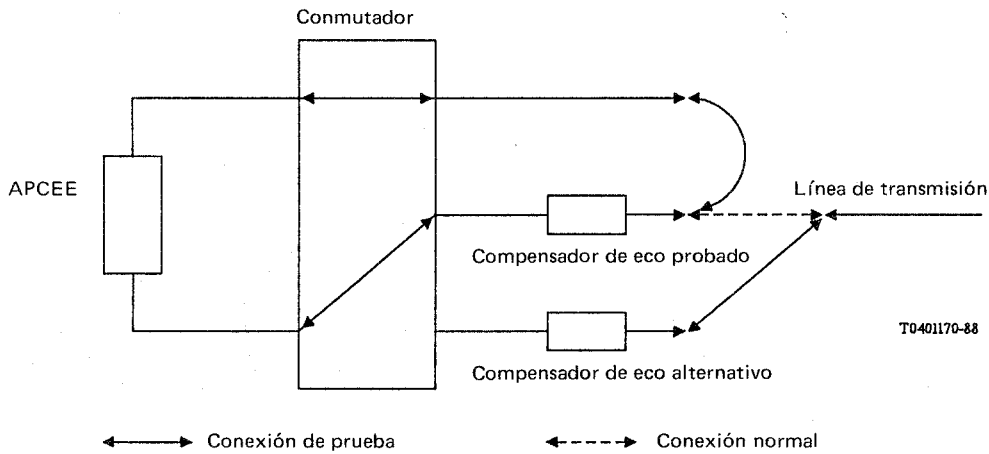 Conmutador
APCEE
Línea de transmisión
Compensador de eco probado
T0401170-88
Compensador de eco alternativo
Conexión de prueba
Conexión normal